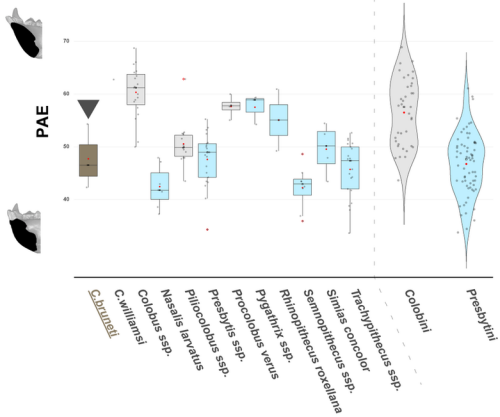 PAE
70
60
50
40
C.bruneti
C.williamsi
Colobus ssp.
Nasalis larvatus
Piliocolobus ssp.
Presbytis ssp.
Procolobus verus
Pygathrix ssp.
Rhinopithecus roxellana
Semnopithecus ssp.
Simias concolor
Trachypithecus ssp.
Colobini
Presbytini